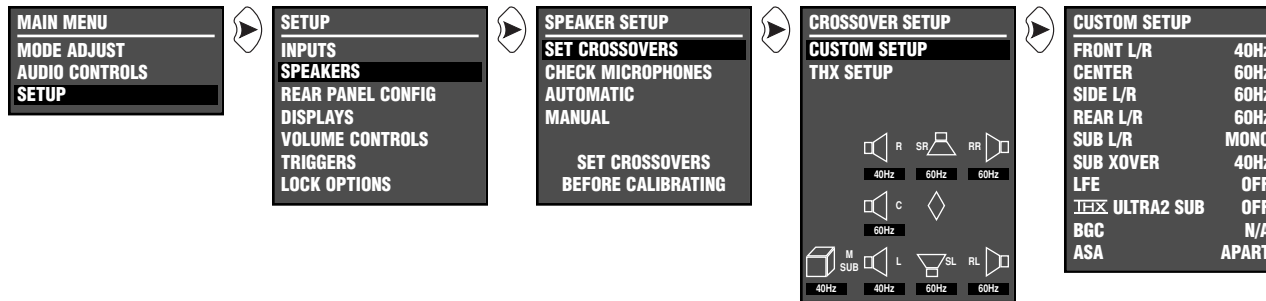 MAIN MENU
MODE ADJUST
AUDIO CONTROLS
SETUP
SETUP
INPUTS
SPEAKERS
REAR PANEL CONFIG
DISPLAYS
VOLUME CONTROLS
TRIGGERS
LOCK OPTIONS
SPEAKER SETUP
SET CROSSOVERS
CHECK MICROPHONES
AUTOMATIC
MANUAL
SET CROSSOVERS
BEFORE CALIBRATING
CROSSOVER SETUP
CUSTOM SETUP
THX SETUP
R SR RR
40Hz 60Hz 60Hz
C
60Hz
M
SUB L SL RL
40Hz 40Hz 60Hz 60Hz
CUSTOM SETUP
FRONT L/R 40Hz
CENTER 60Hz
SIDE L/R 60Hz
REAR L/R 60Hz
SUB L/R MONO
SUB XOVER 40Hz
LFE OFF
THX ULTRA2 SUB OFF
BGC N/A
ASA APART